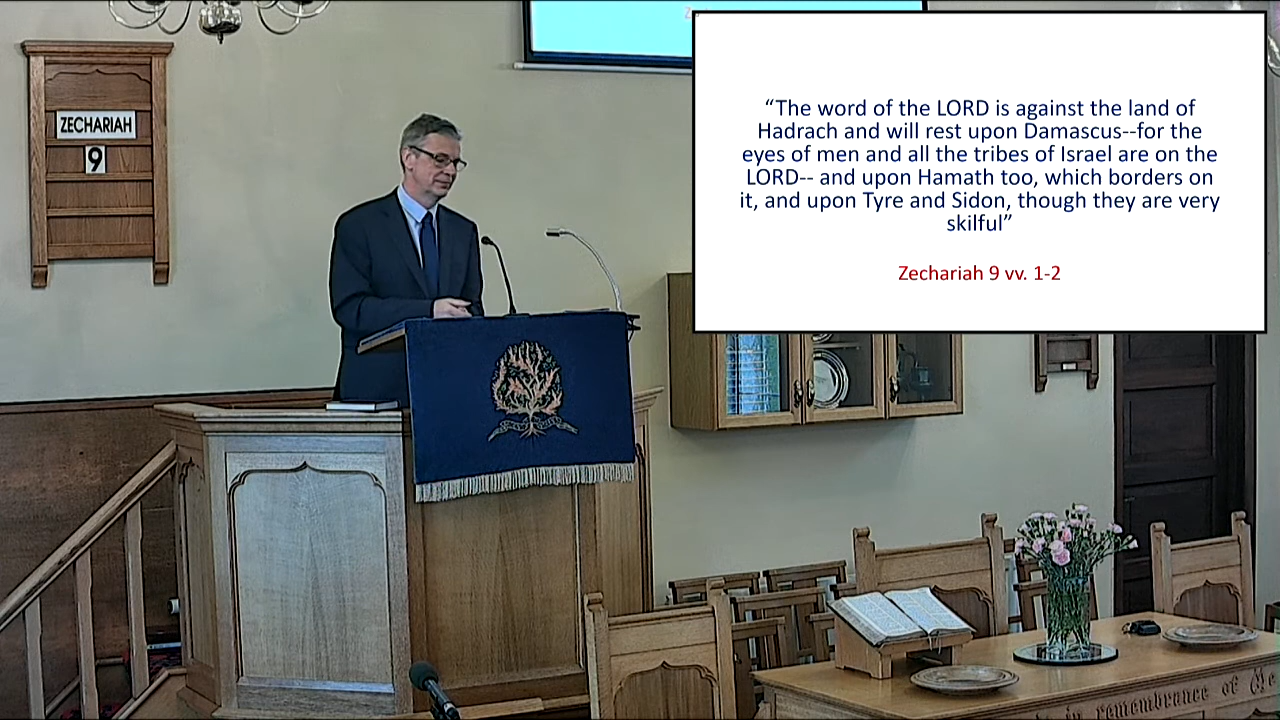 ZECHARIAH
9
“The word of the LORD is against the land of
Hadrach and will rest upon Damascus--for the
eyes of men and all the tribes of Israel are on the
LORD-- and upon Hamath too, which borders on
it, and upon Tyre and Sidon, though they are very
skilful”
Zechariah 9 vv. 1-2
in remembrance of Me